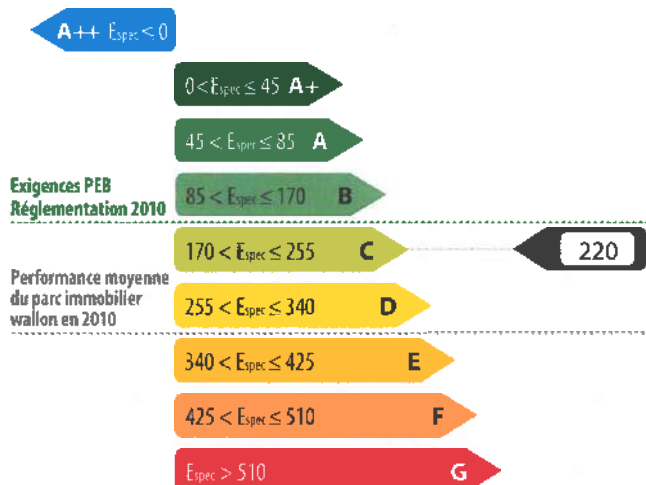 A++ Espec < 0
0 < Espec ≤ 45 A+
45 < Espec ≤ 85 A
Exigences PEB
Réglementation 2010
85 < Espec ≤ 170 B
170 < Espec ≤ 255 C
220
Performance moyenne
du parc immobilier
wallon en 2010
255 < Espec ≤ 340 D
340 < Espec ≤ 425 E
425 < Espec ≤ 510 F
Espec > 510 G